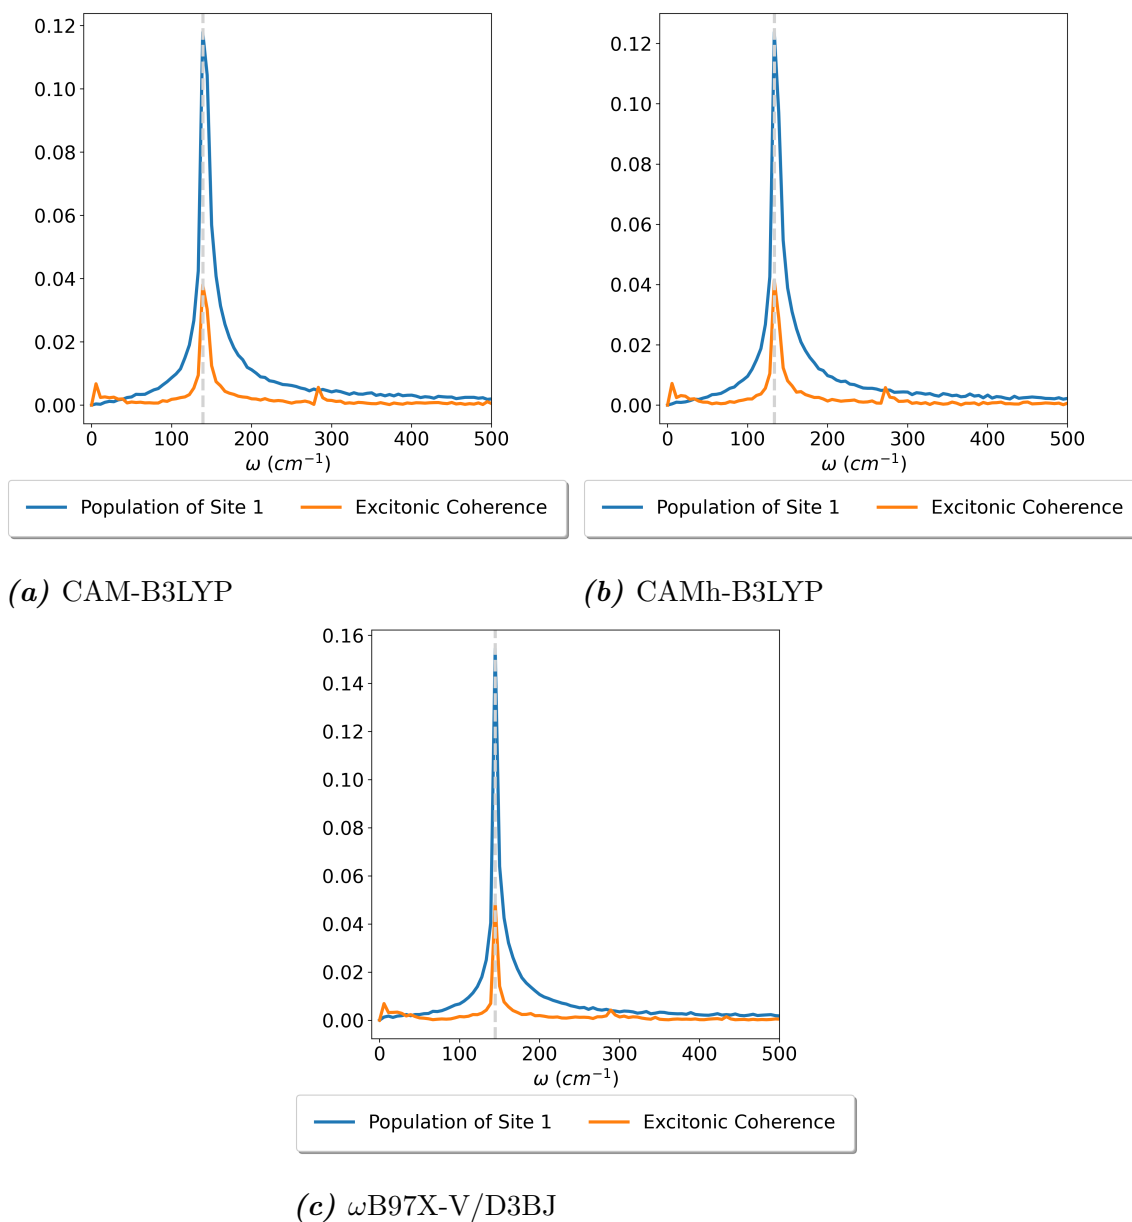 0.12
0.10
0.08
0.06
0.04
0.02
0.00
0 100 200 300 400 500
ω (cm⁻¹)
Population of Site 1 Excitonic Coherence
(a) CAM-B3LYP
0.12
0.10
0.08
0.06
0.04
0.02
0.00
0 100 200 300 400 500
ω (cm⁻¹)
Population of Site 1 Excitonic Coherence
(b) CAMh-B3LYP
0.16
0.14
0.12
0.10
0.08
0.06
0.04
0.02
0.00
0 100 200 300 400 500
ω (cm⁻¹)
Population of Site 1 Excitonic Coherence
(c) ωB97X-V/D3BJ